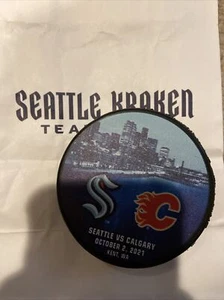 SEATTLE KRAKEN
TEA
SEATTLE VS CALGARY
OCTOBER 2, 2021
KENT, WA